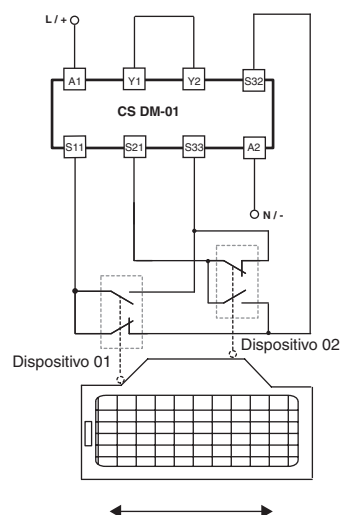 L / +
A1 Y1 Y2 S32
CS DM-01
S11 S21 S33 A2
N / -
Dispositivo 01
Dispositivo 02